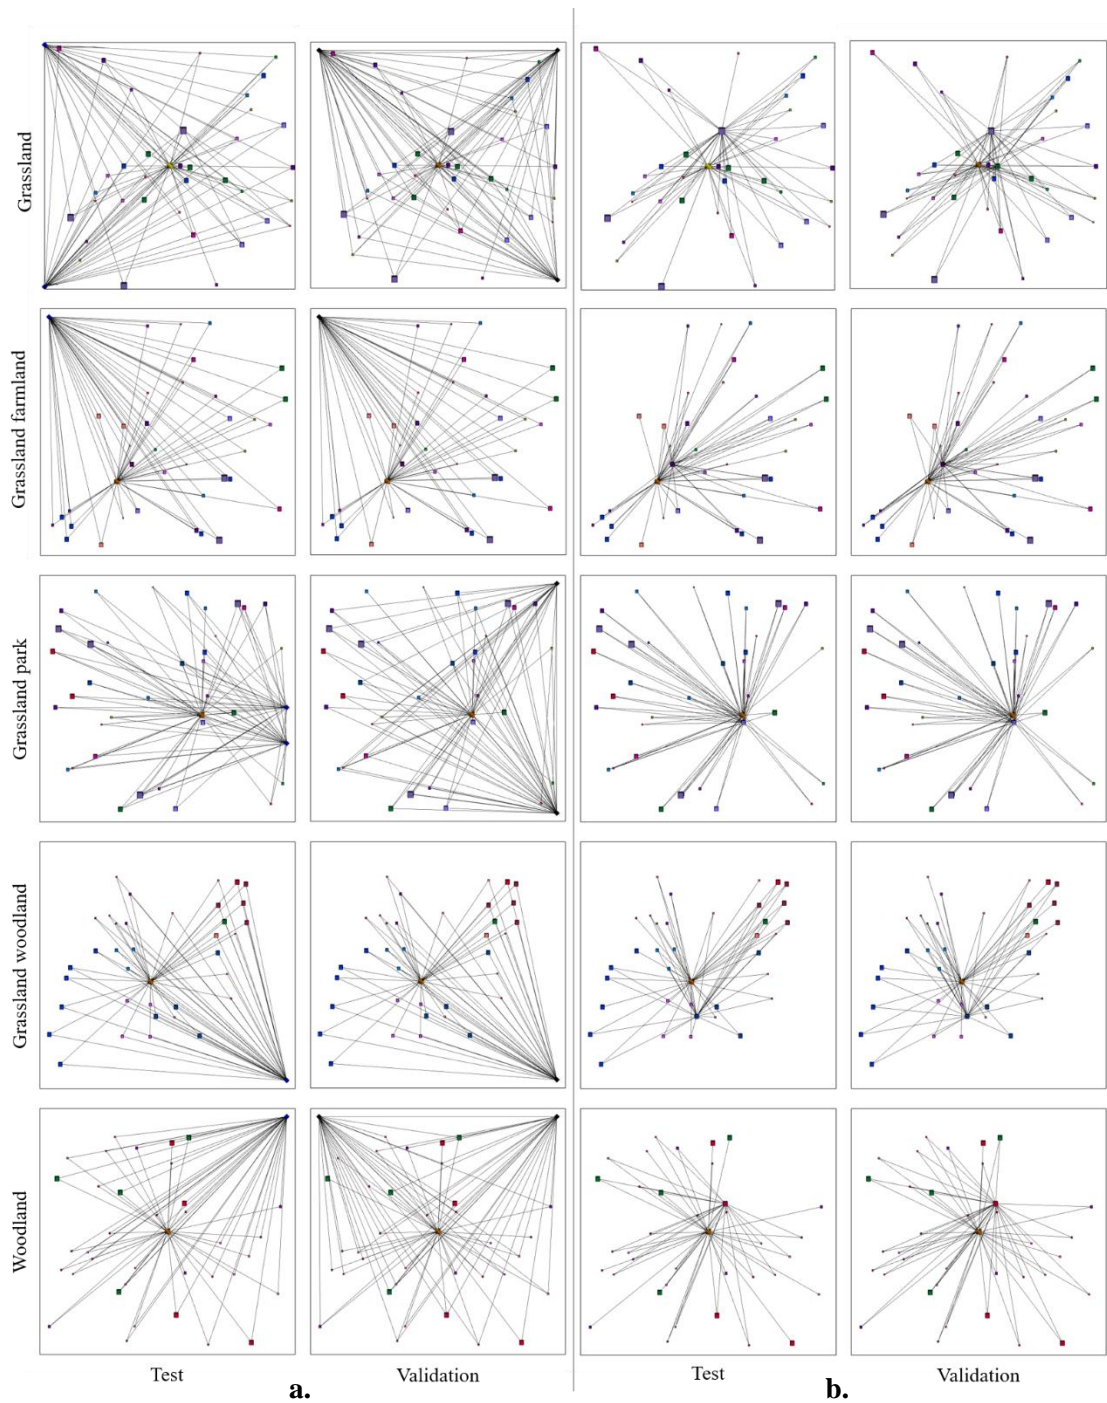 Grassland
Grassland farmland
Grassland park
Grassland woodland
Woodland
Test
Validation
Test
Validation
a.
b.